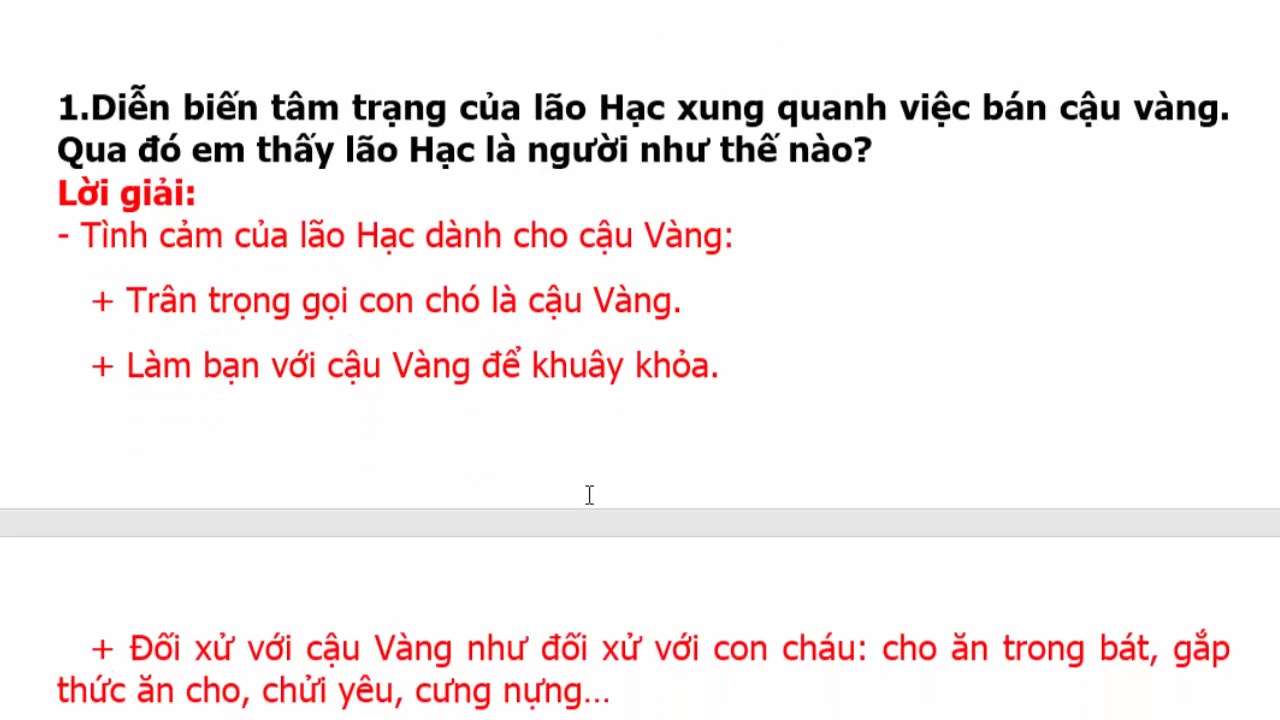 1.Diễn biến tâm trạng của lão Hạc xung quanh việc bán cậu vàng.
Qua đó em thấy lão Hạc là người như thế nào?
Lời giải:
- Tình cảm của lão Hạc dành cho cậu Vàng:
+ Trân trọng gọi con chó là cậu Vàng.
+ Làm bạn với cậu Vàng để khuây khỏa.
+ Đối xử với cậu Vàng như đối xử với con cháu: cho ăn trong bát, gắp
thức ăn cho, chửi yêu, cưng nựng...